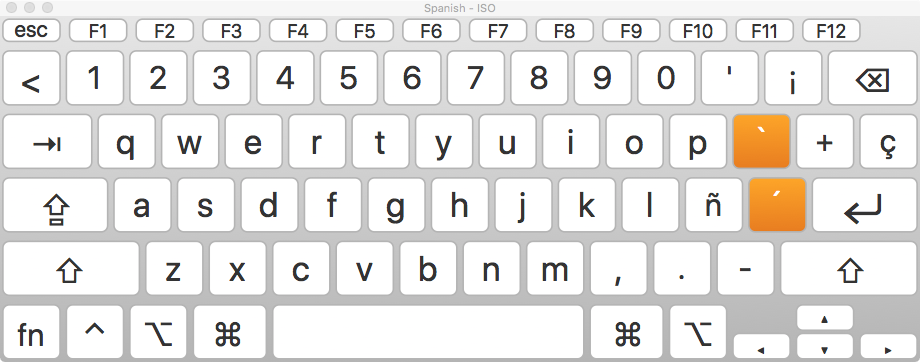 Spanish - ISO
esc F1 F2 F3 F4 F5 F6 F7 F8 F9 F10 F11 F12
< 1 2 3 4 5 6 7 8 9 0 ' ¡ ⌫
⇥ q w e r t y u i o p ` + ç
⇪ a s d f g h j k l ñ ´ ↩
⇧ z x c v b n m , . - ⇧
fn ^ ⌥ ⌘ ⌘ ⌥ ◂ ▴ ▾ ▸